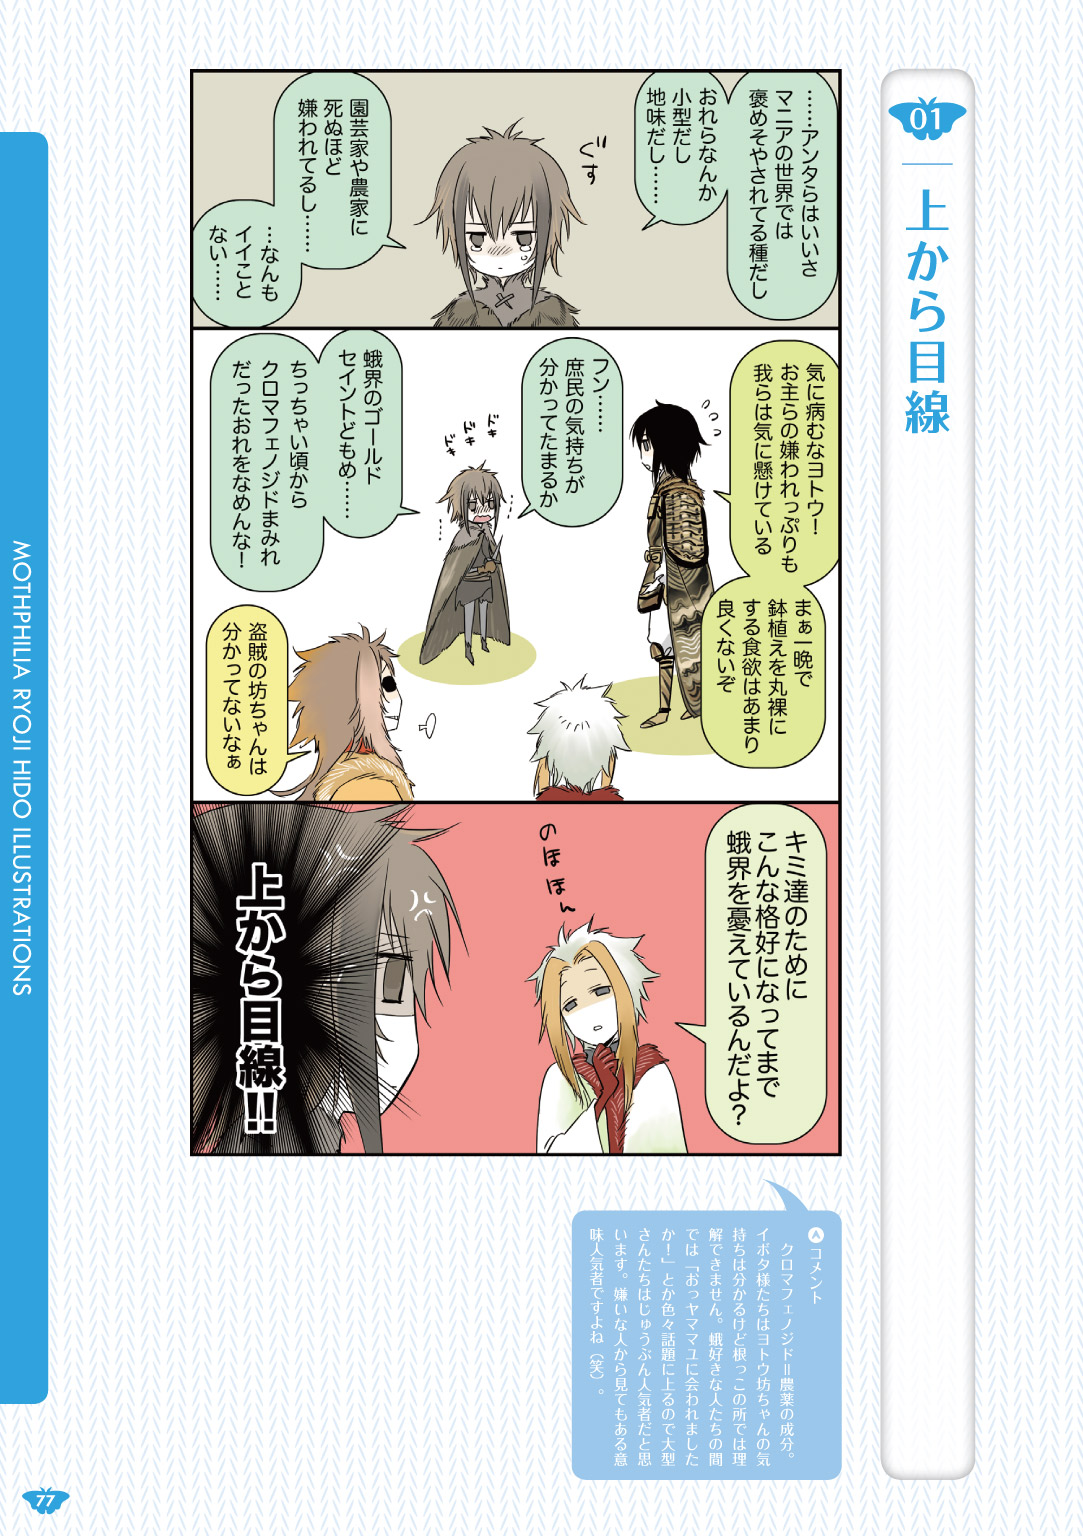 01
上から目線
……アンタらはいいさ
マニアの世界では
褒めそやされてる種だし
おれらなんか
小型だし
地味だし……
ぐす
園芸家や農家に
死ぬほど
嫌われてるし……
…なんも
イイこと
ない……
気に病むなヨトウ！
お主らの嫌われっぷりも
我らは気に懸けている
まぁ一晩で
鉢植えを丸裸に
する食欲はあまり
良くないぞ
フン……
庶民の気持ちが
分かってたまるか
ドキ
ドキ
ドキ
蛾界のゴールド
セイントどもめ……
ちっちゃい頃から
クロマフェノジドまみれ
だったおれをなめんな！
盗賊の坊ちゃんは
分かってないなぁ
キミ達のために
こんな格好になってまで
蛾界を憂えているんだよ？
のほほん
上から目線!!
A コメント
クロマフェノジド＝農薬の成分。
イボタ様たちはヨトウ坊ちゃんの気
持ちは分かるけど根っこの所では理
解できません。蛾好きな人たちの間
では「おっヤママユに会われました
か！」とか色々話題に上るので大型
さんたちはじゅうぶん人気者だと思
います。嫌いな人から見てもある意
味人気者ですよね（笑）。
MOTHPHILIA RYOJI HIDO ILLUSTRATIONS
77